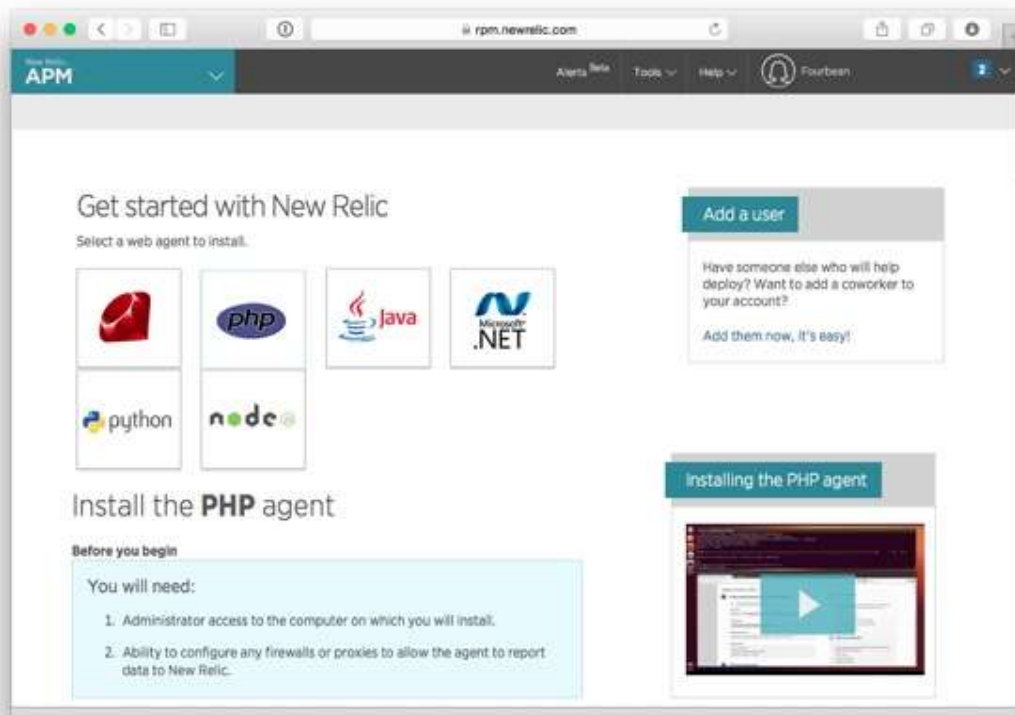 rpm.newrelic.com
New Relic
APM
Alerts Beta
Tools
Help
Fourbean
2
Get started with New Relic
Select a web agent to install.
php
Java
Microsoft
.NET
python
node
Add a user
Have someone else who will help
deploy? Want to add a coworker to
your account?
Add them now, it's easy!
Install the PHP agent
Before you begin
You will need:
1. Administrator access to the computer on which you will install.
2. Ability to configure any firewalls or proxies to allow the agent to report
data to New Relic.
Installing the PHP agent